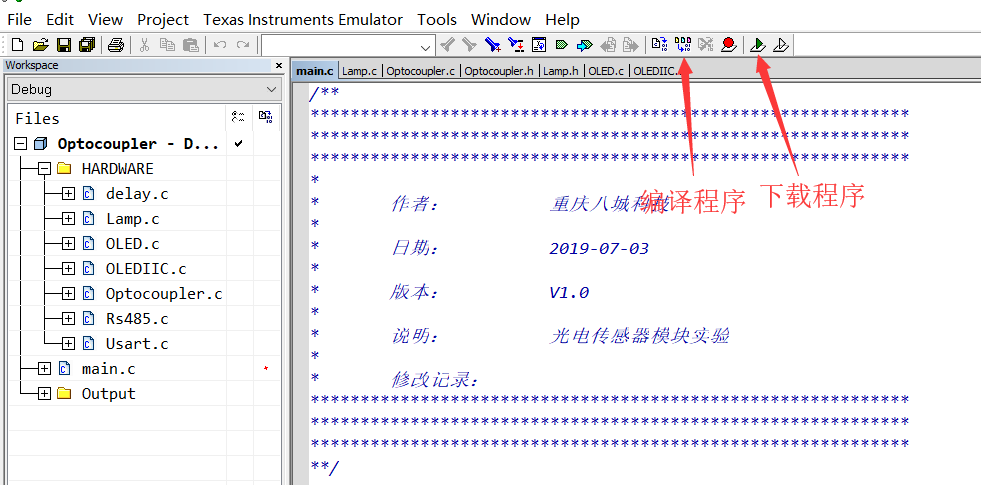 File Edit View Project Texas Instruments Emulator Tools Window Help
Workspace
Debug
Files
Optocoupler - D...
HARDWARE
delay.c
Lamp.c
OLED.c
OLEDIIC.c
Optocoupler.c
Rs485.c
Usart.c
main.c
Output
main.c Lamp.c Optocoupler.c Optocoupler.h Lamp.h OLED.c OLEDIIC.
/**
************************************************************
************************************************************
************************************************************
*
* 作者: 重庆八城科技
*
* 日期: 2019-07-03
*
* 版本: V1.0
*
* 说明: 光电传感器模块实验
*
* 修改记录:
************************************************************
************************************************************
************************************************************
**/
编译程序
下载程序